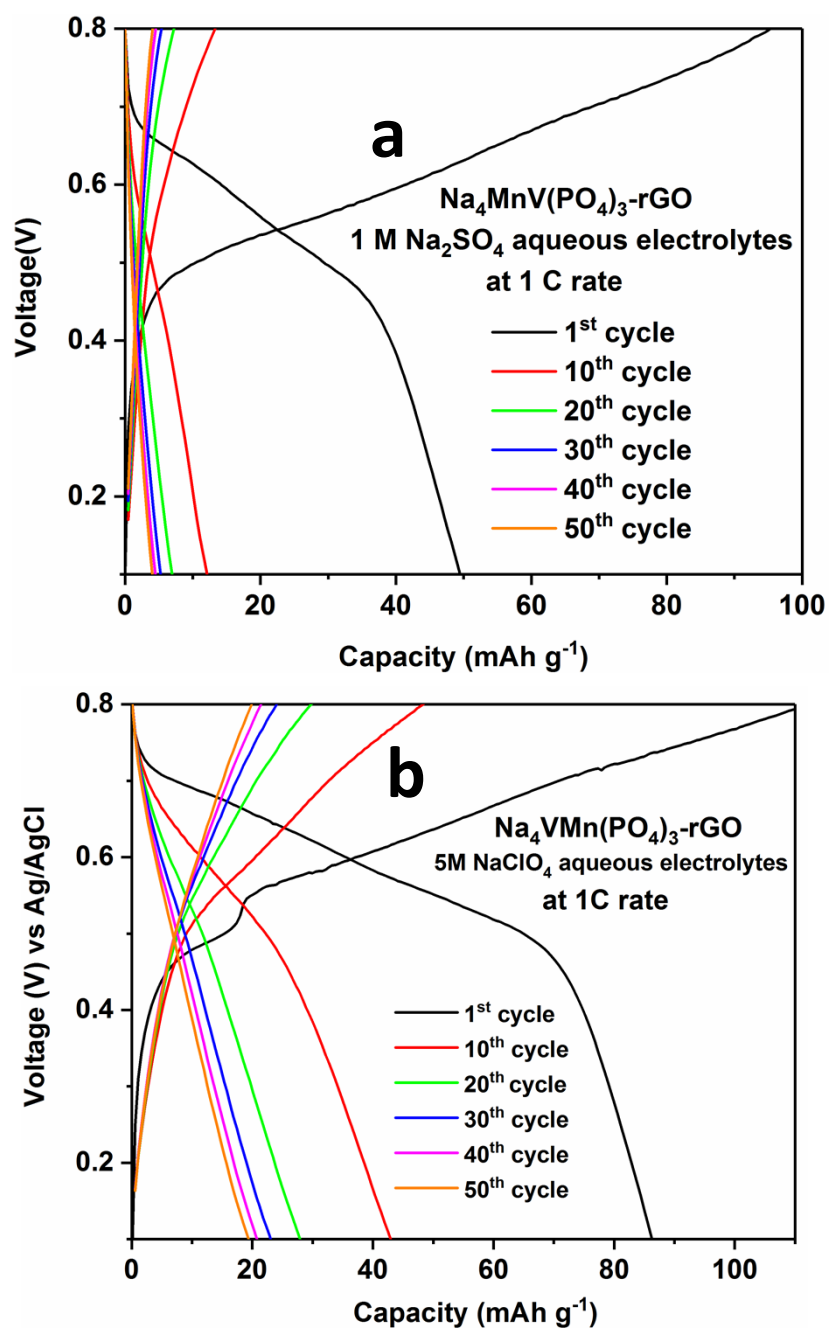 0.8
0.6
0.4
0.2
Voltage(V)
a
Na₄MnV(PO₄)₃-rGO
1 M Na₂SO₄ aqueous electrolytes
at 1 C rate
1ˢᵗ cycle
10ᵗʰ cycle
20ᵗʰ cycle
30ᵗʰ cycle
40ᵗʰ cycle
50ᵗʰ cycle
0 20 40 60 80 100
Capacity (mAh g⁻¹)
0.8
0.6
0.4
0.2
Voltage (V) vs Ag/AgCl
b
Na₄VMn(PO₄)₃-rGO
5M NaClO₄ aqueous electrolytes
at 1C rate
1ˢᵗ cycle
10ᵗʰ cycle
20ᵗʰ cycle
30ᵗʰ cycle
40ᵗʰ cycle
50ᵗʰ cycle
0 20 40 60 80 100
Capacity (mAh g⁻¹)